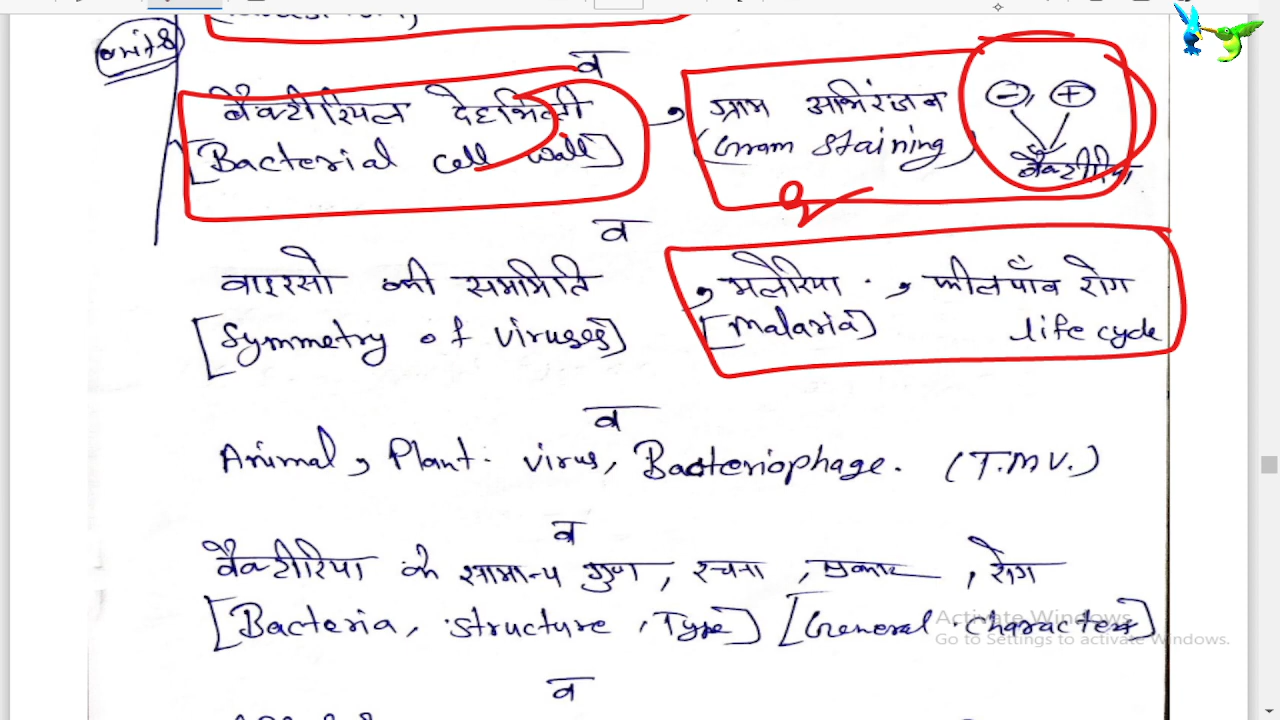 Unit 8
व
बैक्टीरियल देहभित्ती , ग्राम अभिरंजन ⊖, ⊕
[Bacterial cell wall] (Gram Staining) बैक्टीरिया
व
वाइरसो की सममिति , मलेरिया , फीलपाँव रोग
[Symmetry of viruses] [malaria] life cycle
व
Animal, Plant. virus, Bacteriophage. (T.M.V.)
व
बैक्टीरिया के सामान्य गुण, रचना, प्रकार, रोग
[Bacteria, structure, Type] [General Character]
Activate Windows
Go to Settings to activate Windows.
व